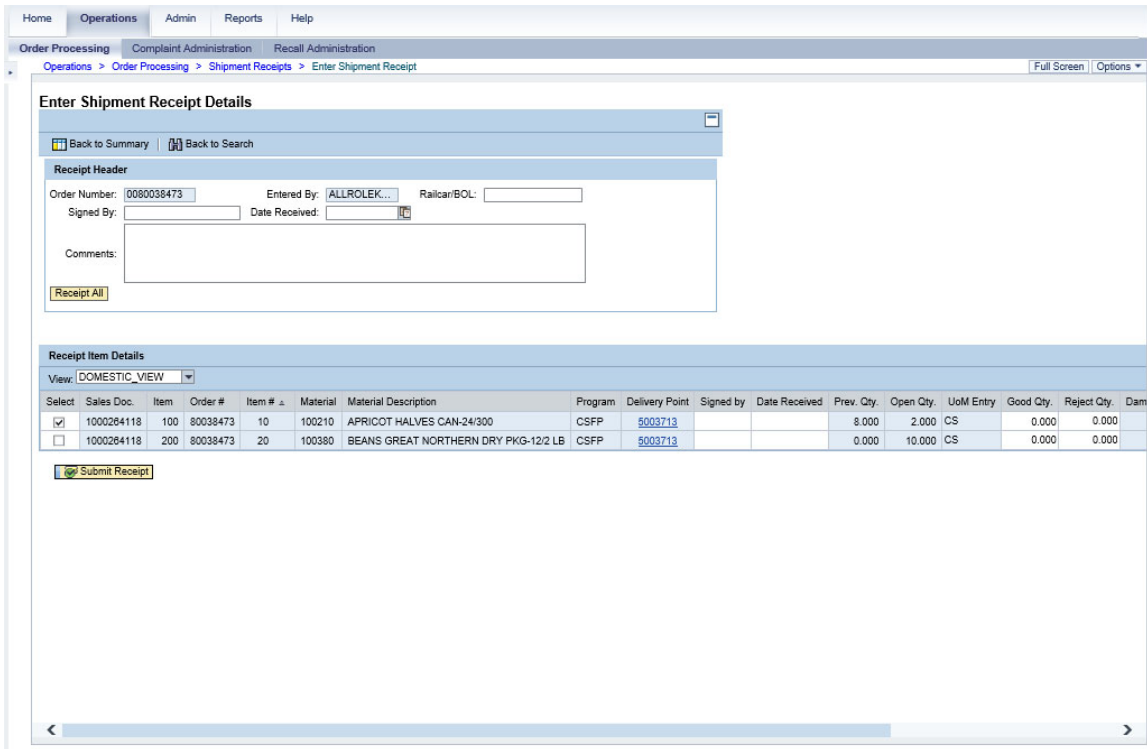 Home Operations Admin Reports Help
Order Processing Complaint Administration Recall Administration
Operations > Order Processing > Shipment Receipts > Enter Shipment Receipt Full Screen Options
Enter Shipment Receipt Details
Back to Summary Back to Search
Receipt Header
Order Number: 0080038473 Entered By: ALLROLEK... Railcar/BOL:
Signed By: Date Received:
Comments:
Receipt All
Receipt Item Details
View: DOMESTIC_VIEW
Select Sales Doc. Item Order # Item # Material Material Description Program Delivery Point Signed by Date Received Prev. Qty. Open Qty. UoM Entry Good Qty. Reject Qty. Dam
1000264118 100 80038473 10 100210 APRICOT HALVES CAN-24/300 CSFP 5003713 8.000 2.000 CS 0.000 0.000
1000264118 200 80038473 20 100380 BEANS GREAT NORTHERN DRY PKG-12/2 LB CSFP 5003713 0.000 10.000 CS 0.000 0.000
Submit Receipt